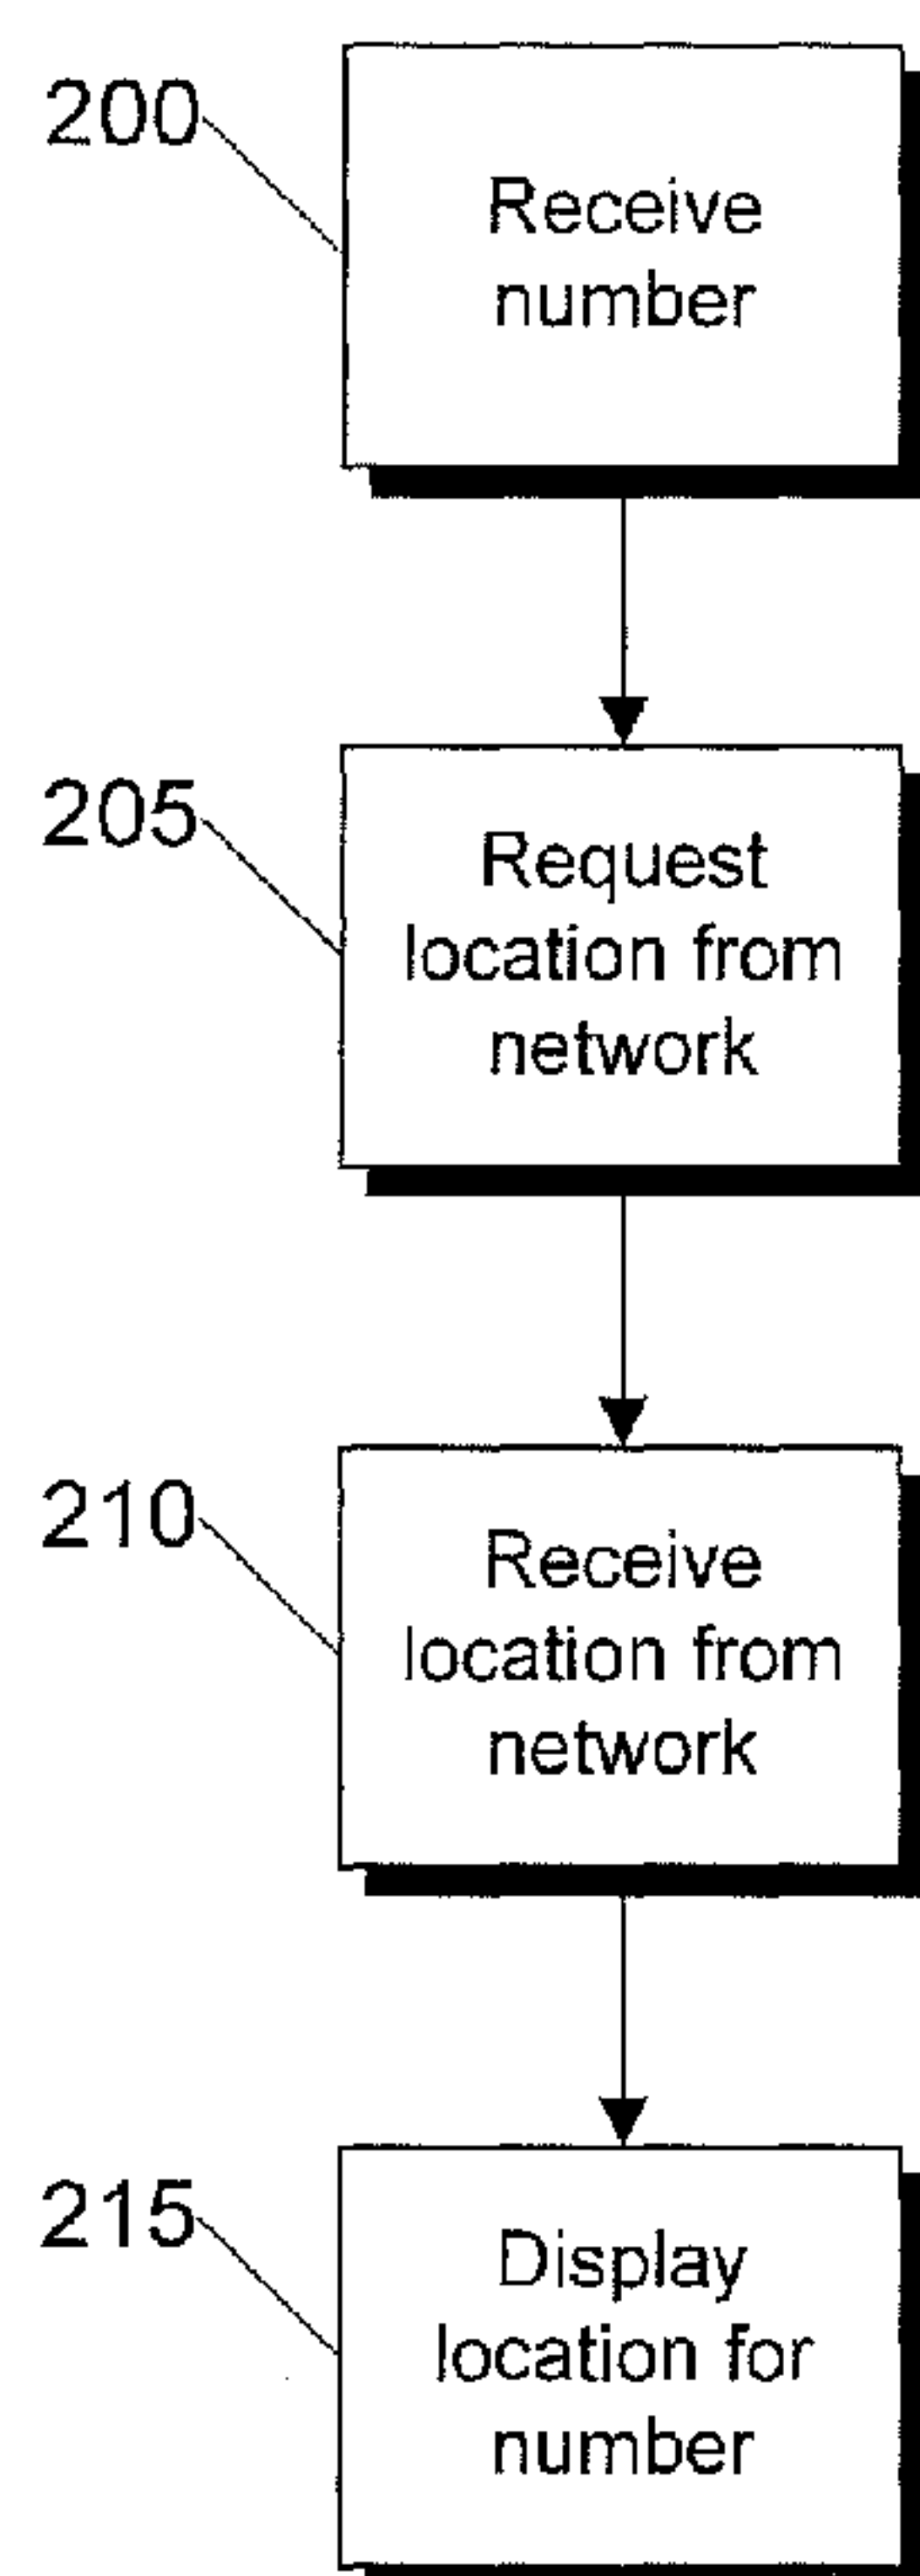 200
Receive
number
205
Request
location from
network
210
Receive
location from
network
215
Display
location for
number